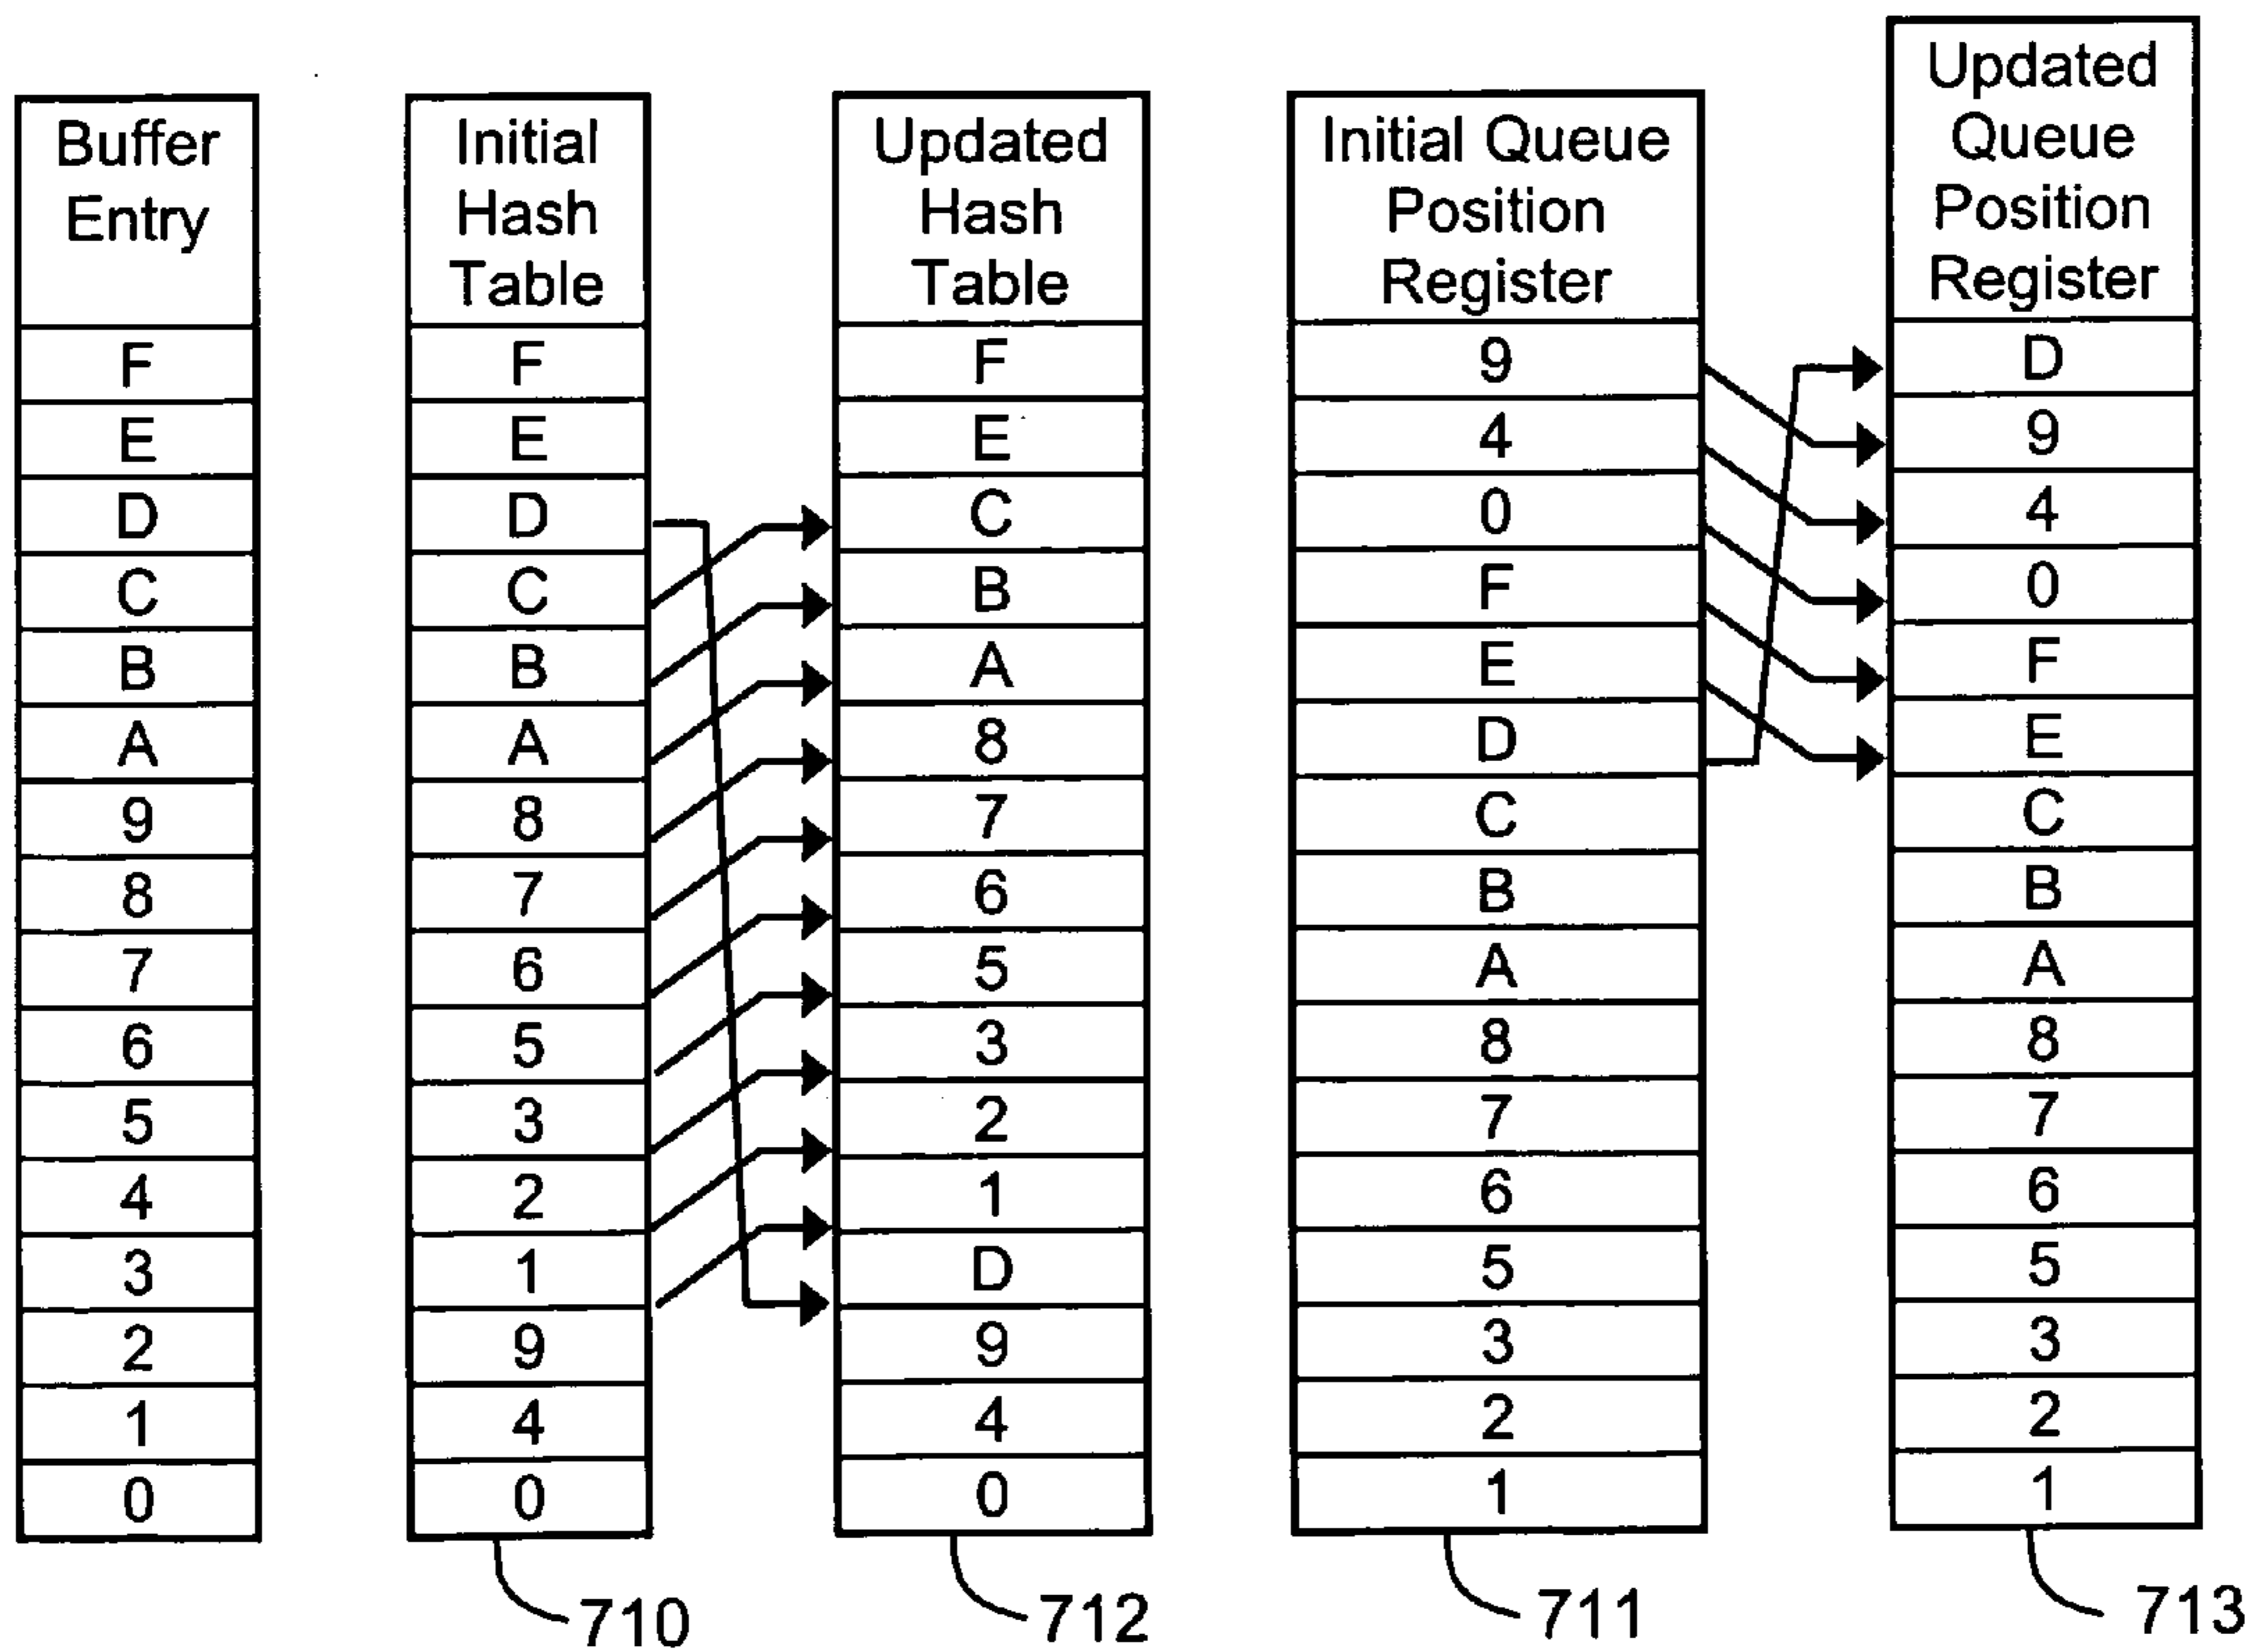 Buffer Entry
F
E
D
C
B
A
9
8
7
6
5
4
3
2
1
0
Initial Hash Table
F
E
D
C
B
A
8
7
6
5
3
2
1
9
4
0
710
Updated Hash Table
F
E
C
B
A
8
7
6
5
3
2
1
D
9
4
0
712
Initial Queue Position Register
9
4
0
F
E
D
C
B
A
8
7
6
5
3
2
1
711
Updated Queue Position Register
D
9
4
0
F
E
C
B
A
8
7
6
5
3
2
1
713